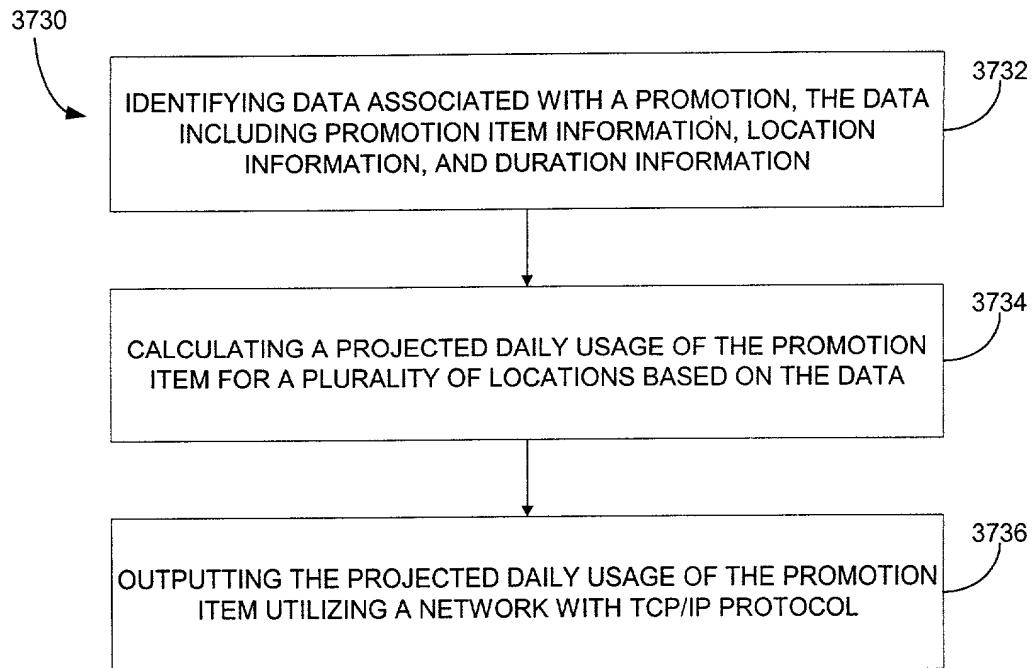 3730
3732
IDENTIFYING DATA ASSOCIATED WITH A PROMOTION, THE DATA
INCLUDING PROMOTION ITEM INFORMATION, LOCATION
INFORMATION, AND DURATION INFORMATION
3734
CALCULATING A PROJECTED DAILY USAGE OF THE PROMOTION
ITEM FOR A PLURALITY OF LOCATIONS BASED ON THE DATA
3736
OUTPUTTING THE PROJECTED DAILY USAGE OF THE PROMOTION
ITEM UTILIZING A NETWORK WITH TCP/IP PROTOCOL